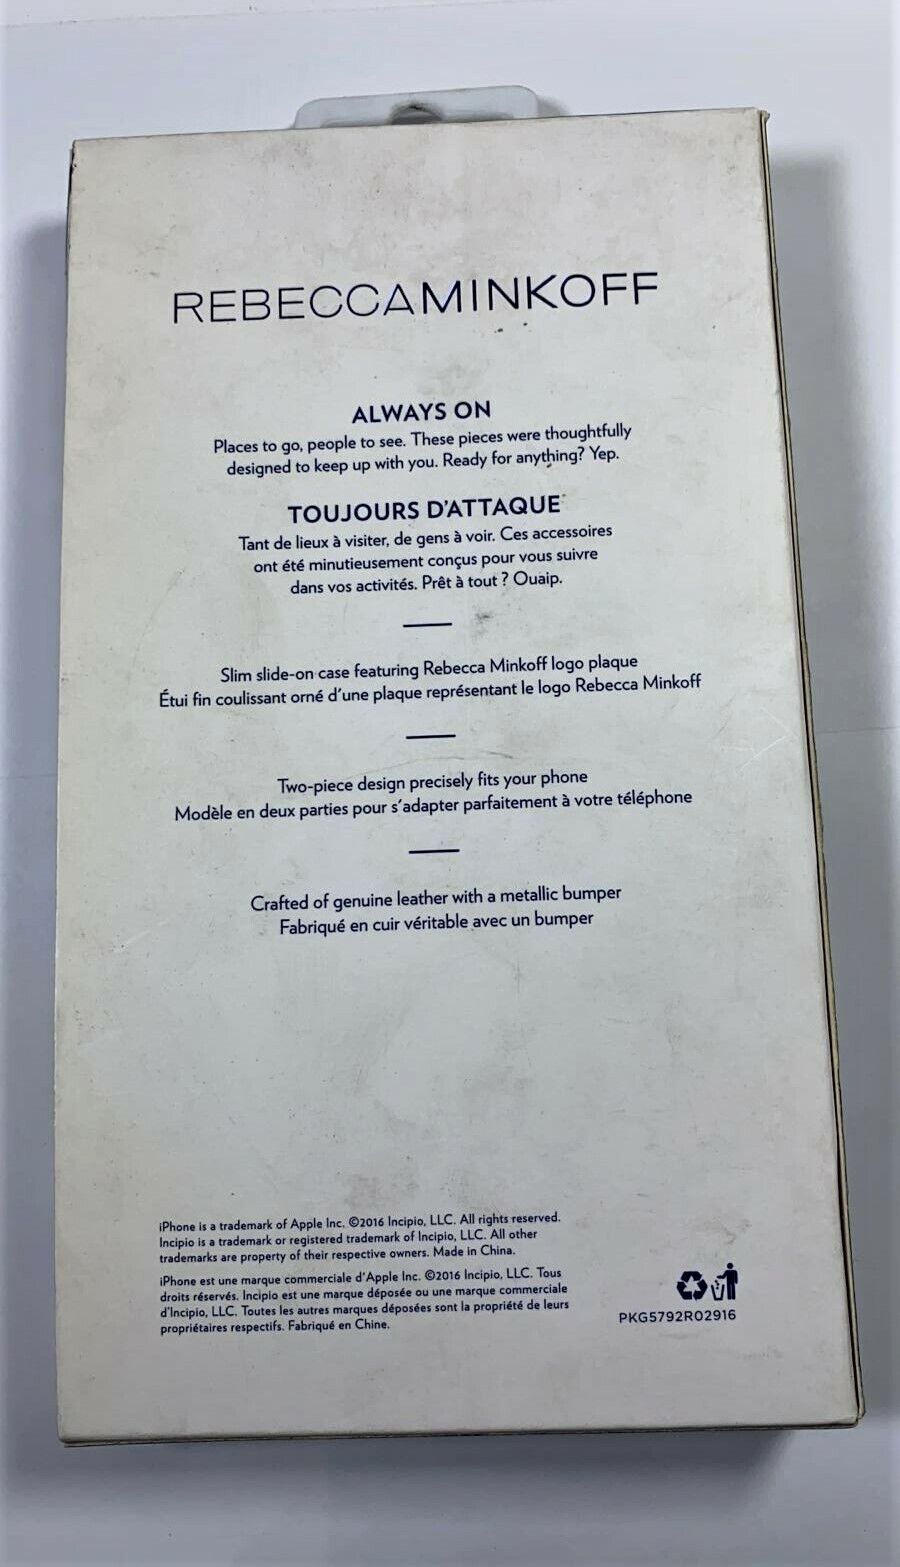 REBECCAMINKOFF
ALWAYS ON
Places to go, people to see. These pieces were thoughtfully
designed to keep up with you. Ready for anything? Yep.
TOUJOURS D'ATTAQUE
Tant de lieux à visiter, de gens à voir. Ces accessoires
ont été minutieusement conçus pour vous suivre
dans vos activités. Prêt à tout ? Ouaip.
Slim slide-on case featuring Rebecca Minkoff logo plaque
Étui fin coulissant orné d'une plaque représentant le logo Rebecca Minkoff
Two-piece design precisely fits your phone
Modèle en deux parties pour s'adapter parfaitement à votre téléphone
Crafted of genuine leather with a metallic bumper
Fabriqué en cuir véritable avec un bumper
iPhone is a trademark of Apple Inc. ©2016 Incipio, LLC. All rights reserved.
Incipio is a trademark or registered trademark of Incipio, LLC. All other
trademarks are property of their respective owners. Made in China.
iPhone est une marque commerciale d'Apple Inc. ©2016 Incipio, LLC. Tous
droits réservés. Incipio est une marque déposée ou une marque commerciale
d'Incipio, LLC. Toutes les autres marques déposées sont la propriété de leurs
propriétaires respectifs. Fabriqué en Chine.
PKG5792R02916